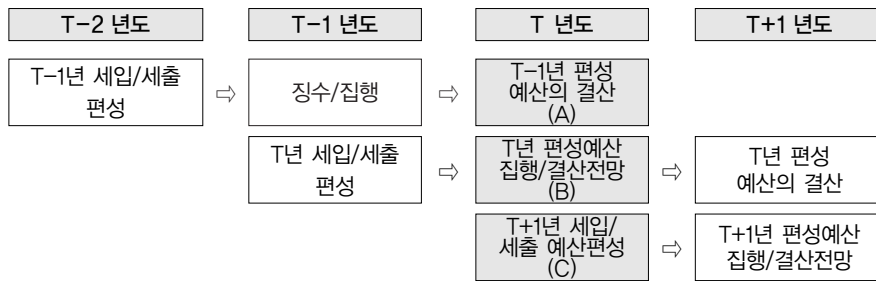 T-2 년도
T-1 년도
T 년도
T+1 년도
T-1년 세입/세출
편성
⇨
징수/집행
⇨
T-1년 편성
예산의 결산
(A)
T년 세입/세출
편성
⇨
T년 편성예산
집행/결산전망
(B)
⇨
T년 편성
예산의 결산
T+1년 세입/
세출 예산편성
(C)
⇨
T+1년 편성예산
집행/결산전망